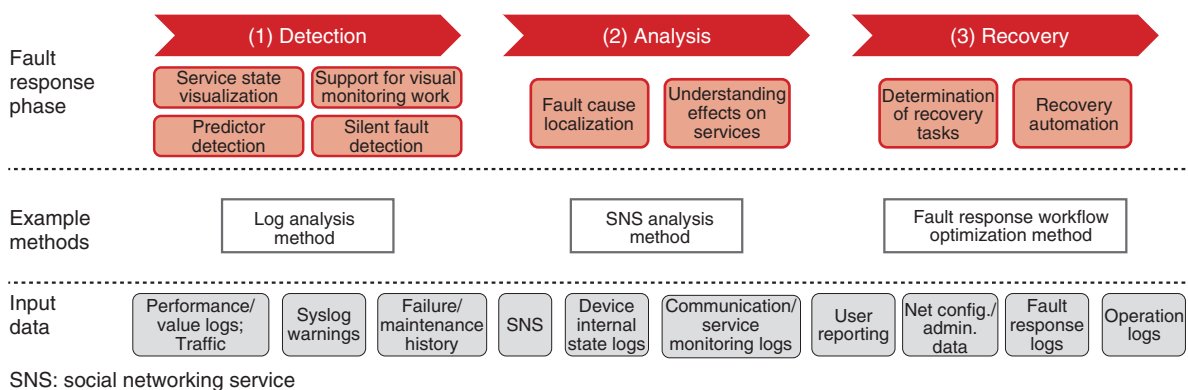 Fault
response
phase
(1) Detection
(2) Analysis
(3) Recovery
Service state
visualization
Support for visual
monitoring work
Predictor
detection
Silent fault
detection
Fault cause
localization
Understanding
effects on
services
Determination
of recovery
tasks
Recovery
automation
Example
methods
Log analysis
method
SNS analysis
method
Fault response workflow
optimization method
Input
data
Performance/
value logs;
Traffic
Syslog
warnings
Failure/
maintenance
history
SNS
Device
internal
state logs
Communication/
service
monitoring logs
User
reporting
Net config./
admin.
data
Fault
response
logs
Operation
logs
SNS: social networking service